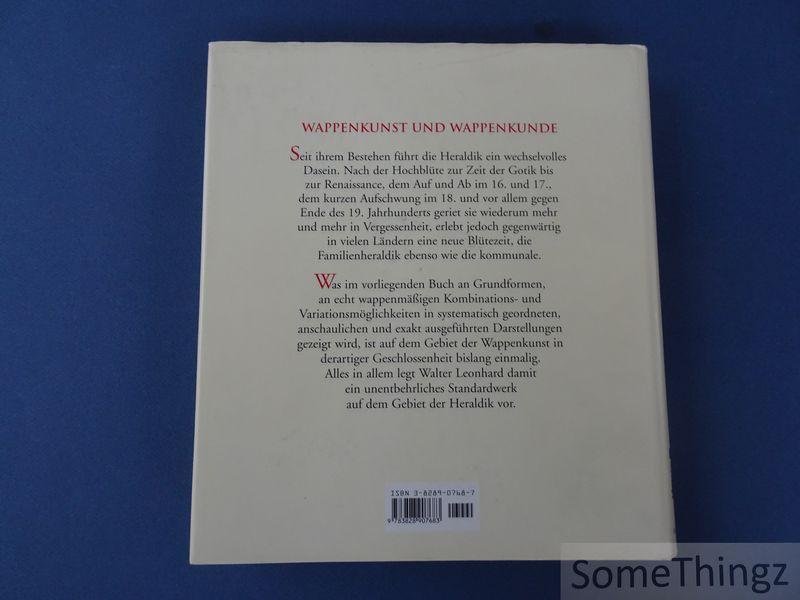 WAPPENKUNST UND WAPPENKUNDE
Seit ihrem Bestehen führt die Heraldik ein wechselvolles
Dasein. Nach der Hochblüte zur Zeit der Gotik bis
zur Renaissance, dem Auf und Ab im 16. und 17.,
dem kurzen Aufschwung im 18. und vor allem gegen
Ende des 19. Jahrhunderts geriet sie wiederum mehr
und mehr in Vergessenheit, erlebt jedoch gegenwärtig
in vielen Ländern eine neue Blütezeit, die
Familienheraldik ebenso wie die kommunale.
Was im vorliegenden Buch an Grundformen,
an echt wappenmäßigen Kombinations- und
Variationsmöglichkeiten in systematisch geordneten,
anschaulichen und exakt ausgeführten Darstellungen
gezeigt wird, ist auf dem Gebiet der Wappenkunst in
derartiger Geschlossenheit bislang einmalig.
Alles in allem legt Walter Leonhard damit
ein unentbehrliches Standardwerk
auf dem Gebiet der Heraldik vor.
ISBN 3-8289-0768-7
9 783828 907683
SomeThingz